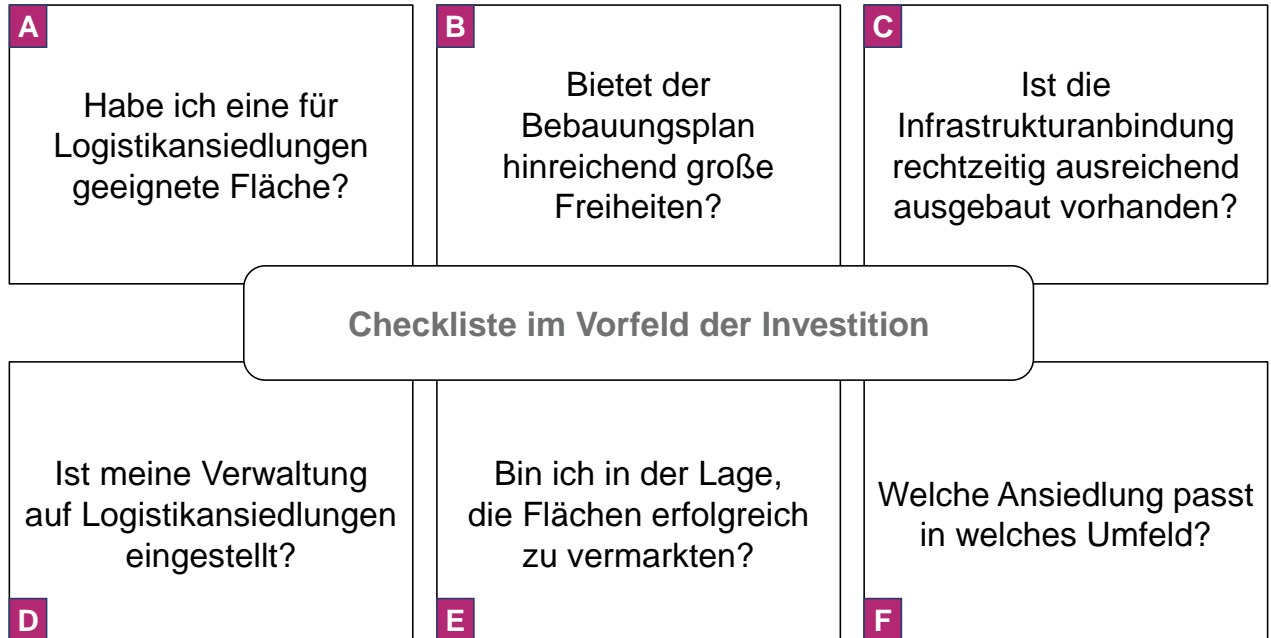 A
Habe ich eine für
Logistikansiedlungen
geeignete Fläche?
B
Bietet der
Bebauungsplan
hinreichend große
Freiheiten?
C
Ist die
Infrastrukturanbindung
rechtzeitig ausreichend
ausgebaut vorhanden?
Checkliste im Vorfeld der Investition
Ist meine Verwaltung
auf Logistikansiedlungen
eingestellt?
D
Bin ich in der Lage,
die Flächen erfolgreich
zu vermarkten?
E
Welche Ansiedlung passt
in welches Umfeld?
F